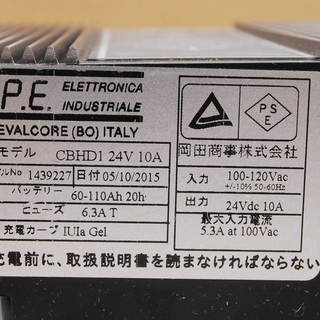 P.E.
ELETTRONICA
INDUSTRIALE
EVALCORE (BO) ITALY
モデル CBHD1 24V 10A
No 1439227 日付 05/10/2015
バッテリー 60-110Ah 20h
ヒューズ 6.3A T
充電カーブ IUIa Gel
P S
E
岡田商事株式会社
入力 100-120Vac
+/-10% 50-60Hz
出力 24Vdc 10A
最大入力電流
5.3A at 100Vac
充電前に、取扱説明書を読まなければならない